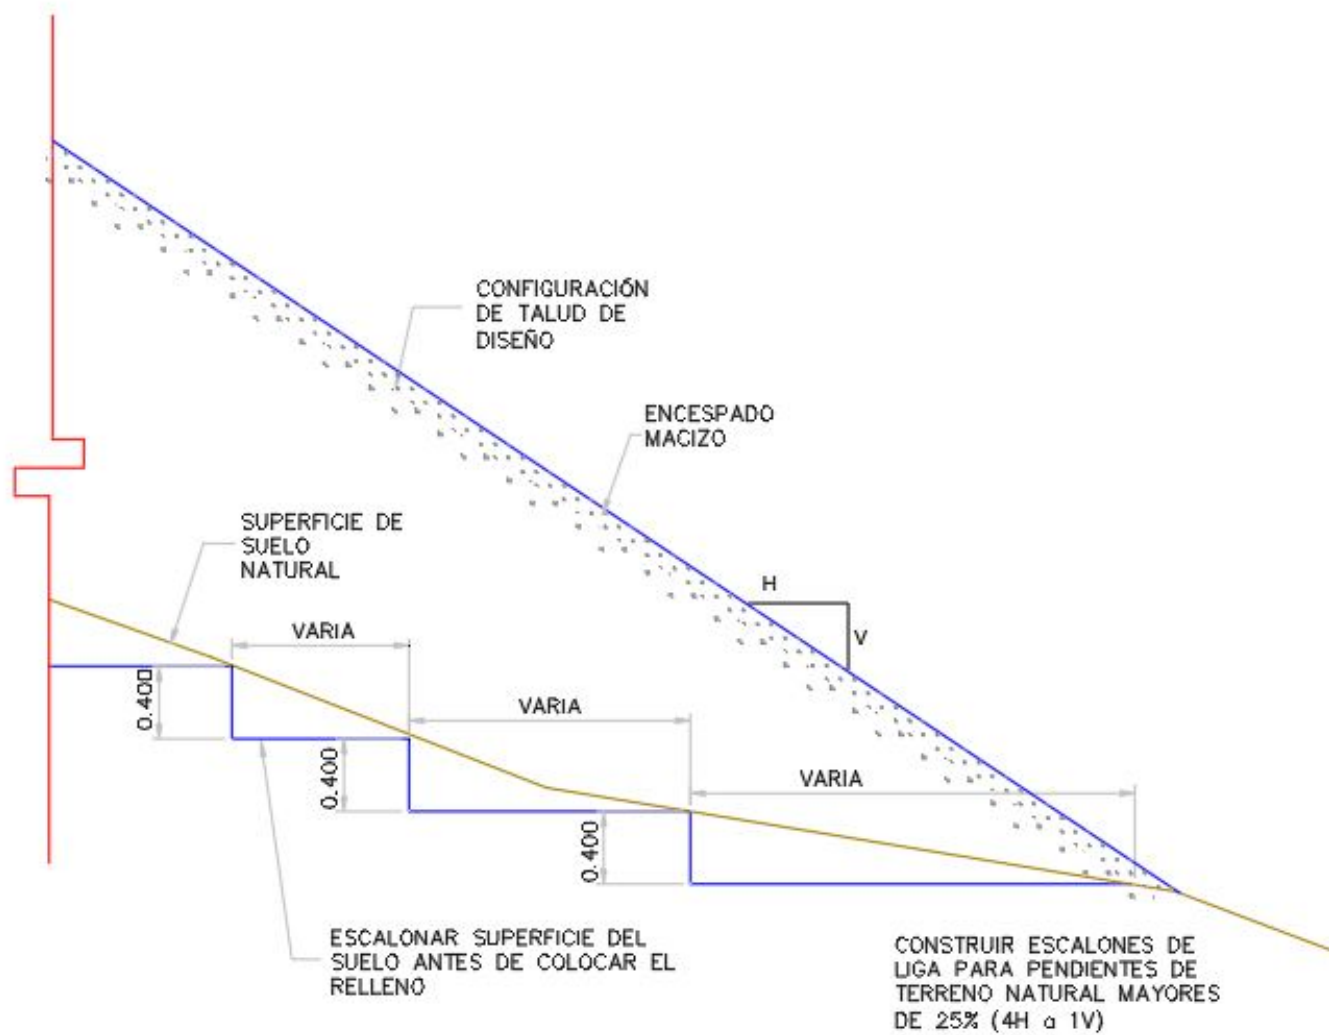 CONFIGURACIÓN
DE TALUD DE
DISEÑO
ENCESPADO
MACIZO
SUPERFICIE DE
SUELO
NATURAL
H
V
VARIA
0.400
VARIA
0.400
VARIA
0.400
ESCALONAR SUPERFICIE DEL
SUELO ANTES DE COLOCAR EL
RELLENO
CONSTRUIR ESCALONES DE
LIGA PARA PENDIENTES DE
TERRENO NATURAL MAYORES
DE 25% (4H a 1V)